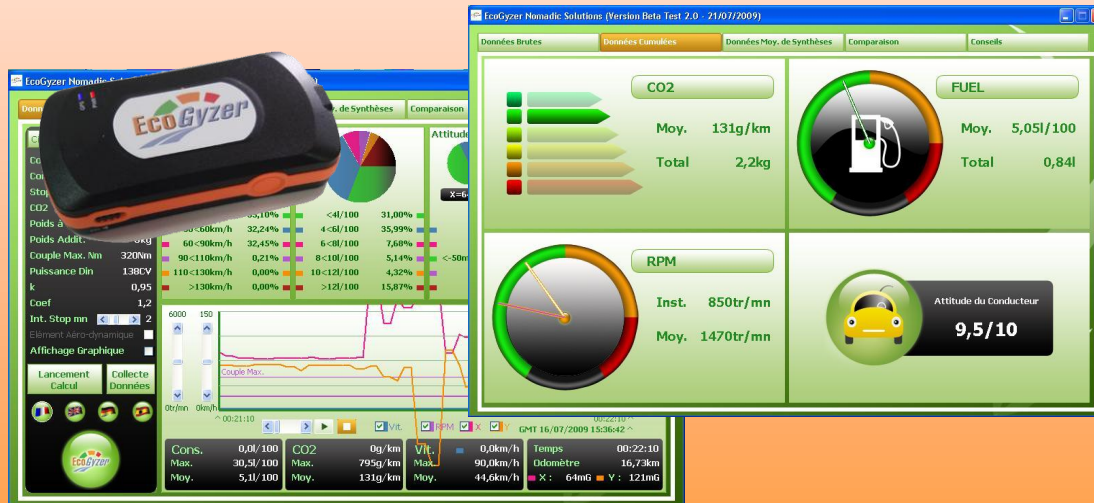 EcoGyzer Nomadic Solutions (Version Beta Test 2.0 - 21/07/2009)
Données Brutes
Données Cumulées
Données Moy. de Synthèses
Comparaison
Conseils
CO2
Moy. 131g/km
Total 2,2kg
FUEL
Moy. 5,05l/100
Total 0,84l
RPM
Inst. 850tr/mn
Moy. 1470tr/mn
Attitude du Conducteur
9,5/10
EcoGyzer Nomadic
de Synthèses
Comparaison
EcoGyzer
GPS
CO2
Poids Addit.
Couple Max. Nm 320Nm
Puissance Din 138CV
k 0,95
Coef 1,2
Int. Stop mn 2
Elément Aéro-dynamique
Affichage Graphique
Lancement Calcul
Collecte Données
EcoGyzer
<60km/h 32,24%
60<90km/h 32,45%
90<110km/h 0,21%
110<130km/h 0,00%
>130km/h 0,00%
<4l/100 31,00%
4<6l/100 35,99%
6<8l/100 7,68%
8<10l/100 5,14%
10<12l/100 4,32%
>12l/100 15,87%
6000 150
Couple Max.
0tr/mn 0km/h
^ 00:21:10
00:22:10 ^
Vit. RPM X Y
GMT 16/07/2009 15:36:42 ^
Cons. 0,0l/100
Max. 30,5l/100
Moy. 5,1l/100
CO2 0g/km
Max. 795g/km
Moy. 131g/km
Vit. 0,0km/h
Max. 90,0km/h
Moy. 44,6km/h
Temps 00:22:10
Odomètre 16,73km
X : 64mG Y : 121mG